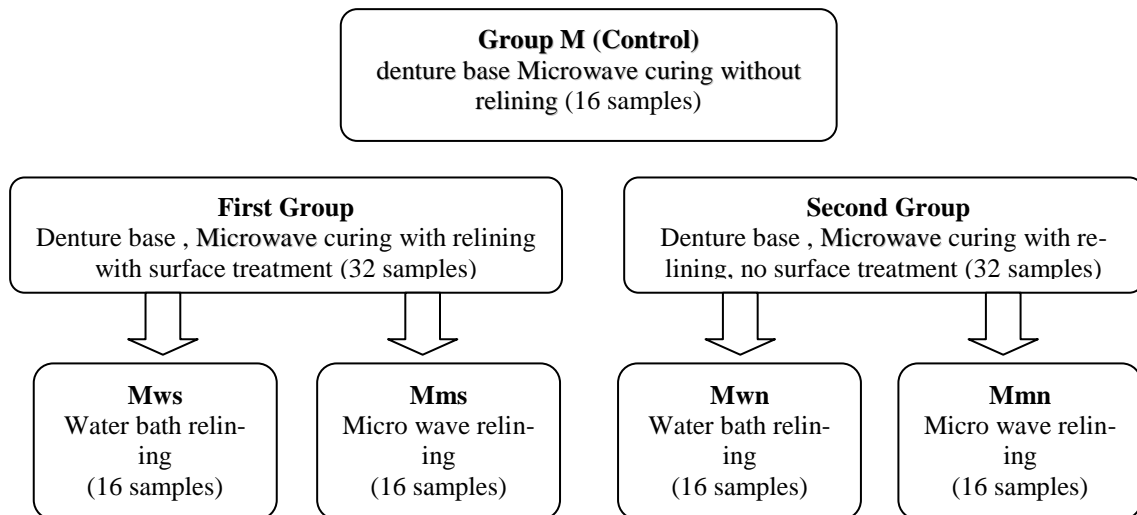 Group M (Control)
denture base Microwave curing without
relining (16 samples)
First Group
Denture base , Microwave curing with relining
with surface treatment (32 samples)
Second Group
Denture base , Microwave curing with re-
lining, no surface treatment (32 samples)
Mws
Water bath relin-
ing
(16 samples)
Mms
Micro wave relin-
ing
(16 samples)
Mwn
Water bath relin-
ing
(16 samples)
Mmn
Micro wave relin-
ing
(16 samples)